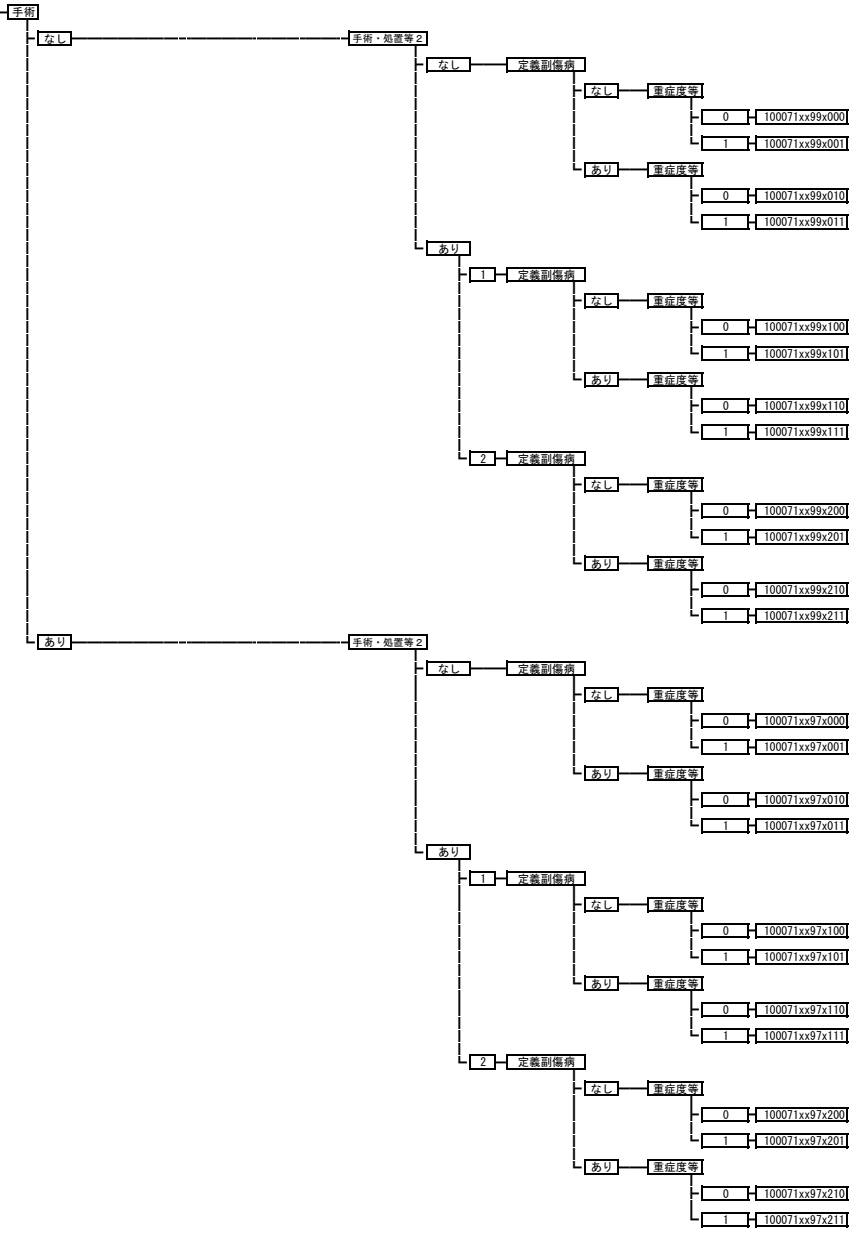 手術
なし 手術・処置等2
なし 定義副傷病
なし 重症度等
0 100071xx99x000
1 100071xx99x001
あり 重症度等
0 100071xx99x010
1 100071xx99x011
あり
1 定義副傷病
なし 重症度等
0 100071xx99x100
1 100071xx99x101
あり 重症度等
0 100071xx99x110
1 100071xx99x111
2 定義副傷病
なし 重症度等
0 100071xx99x200
1 100071xx99x201
あり 重症度等
0 100071xx99x210
1 100071xx99x211
あり 手術・処置等2
なし 定義副傷病
なし 重症度等
0 100071xx97x000
1 100071xx97x001
あり 重症度等
0 100071xx97x010
1 100071xx97x011
あり
1 定義副傷病
なし 重症度等
0 100071xx97x100
1 100071xx97x101
あり 重症度等
0 100071xx97x110
1 100071xx97x111
2 定義副傷病
なし 重症度等
0 100071xx97x200
1 100071xx97x201
あり 重症度等
0 100071xx97x210
1 100071xx97x211